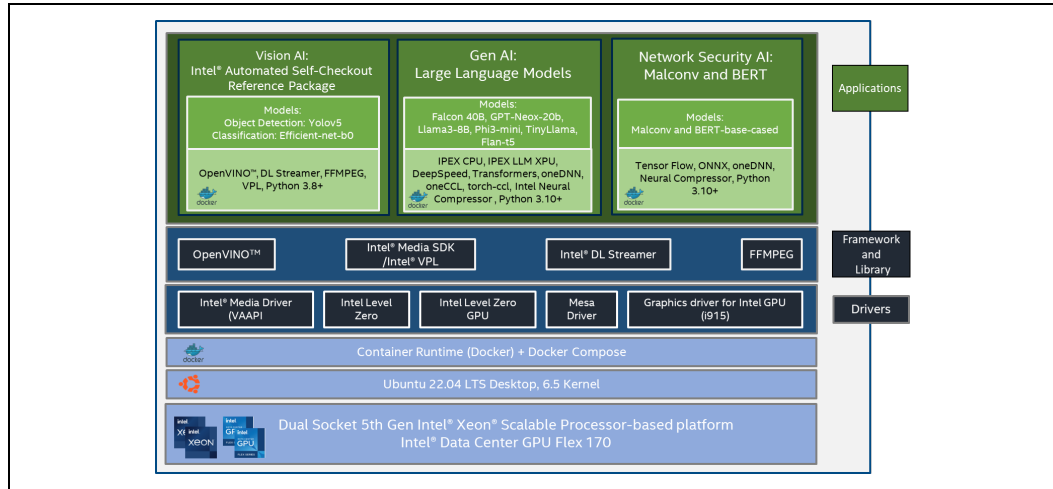 Vision AI:
Intel® Automated Self-Checkout
Reference Package
Models:
Object Detection: Yolov5
Classification: Efficient-net-b0
OpenVINO™, DL Streamer, FFMPEG,
VPL, Python 3.8+
docker
Gen AI:
Large Language Models
Models:
Falcon 40B, GPT-Neox-20b,
Llama3-8B, Phi3-mini, TinyLlama,
Flan-t5
IPEX CPU, IPEX LLM XPU,
DeepSpeed, Transformers, oneDNN,
oneCCL, torch-ccl, Intel Neural
Compressor , Python 3.10+
docker
Network Security AI:
Malconv and BERT
Models:
Malconv and BERT-base-cased
Tensor Flow, ONNX, oneDNN,
Neural Compressor, Python
3.10+
docker
Applications
OpenVINO™
Intel® Media SDK
/Intel® VPL
Intel® DL Streamer
FFMPEG
Framework
and
Library
Intel® Media Driver
(VAAPI
Intel Level
Zero
Intel Level Zero
GPU
Mesa
Driver
Graphics driver for Intel GPU
(i915)
Drivers
docker
Container Runtime (Docker) + Docker Compose
Ubuntu 22.04 LTS Desktop, 6.5 Kernel
intel
intel
XEON
intel
intel
GPU
Dual Socket 5th Gen Intel® Xeon® Scalable Processor-based platform
Intel® Data Center GPU Flex 170